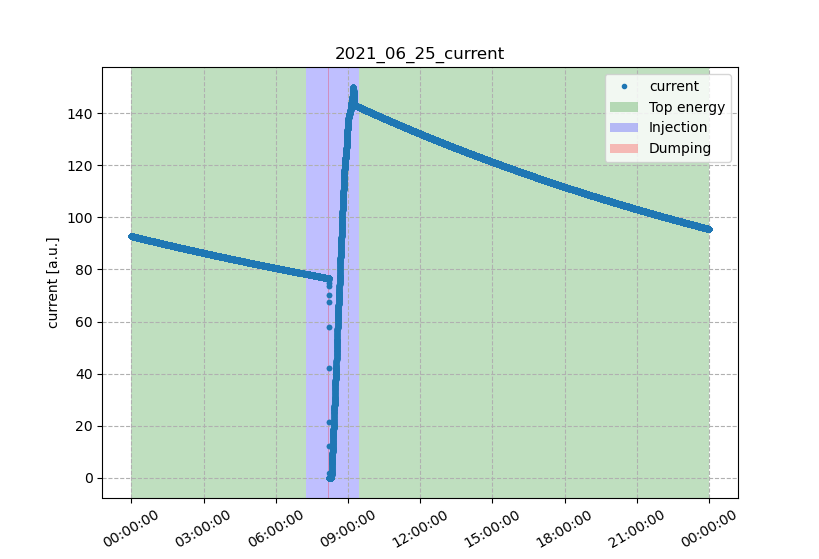 2021_06_25_current
current
Top energy
Injection
Dumping
current [a.u.]
140
120
100
80
60
40
20
0
00:00:00
03:00:00
06:00:00
09:00:00
12:00:00
15:00:00
18:00:00
21:00:00
00:00:00